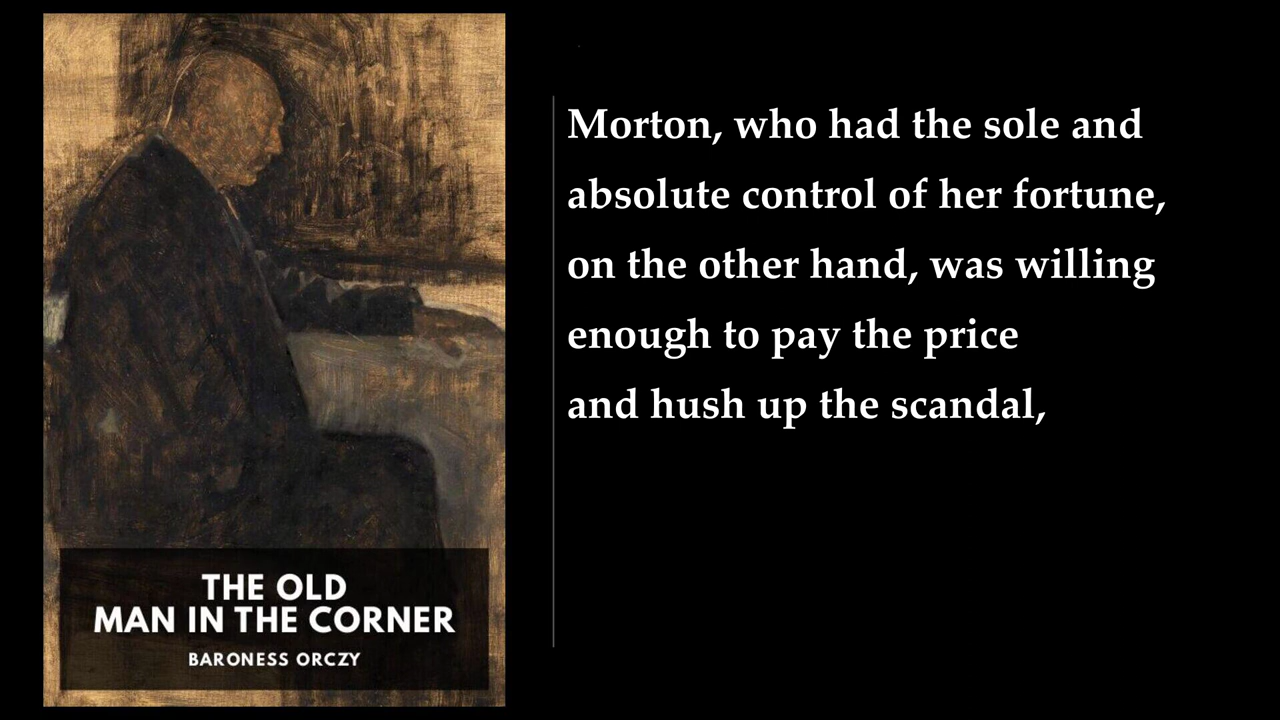 Morton, who had the sole and
absolute control of her fortune,
on the other hand, was willing
enough to pay the price
and hush up the scandal,
THE OLD
MAN IN THE CORNER
BARONESS ORCZY